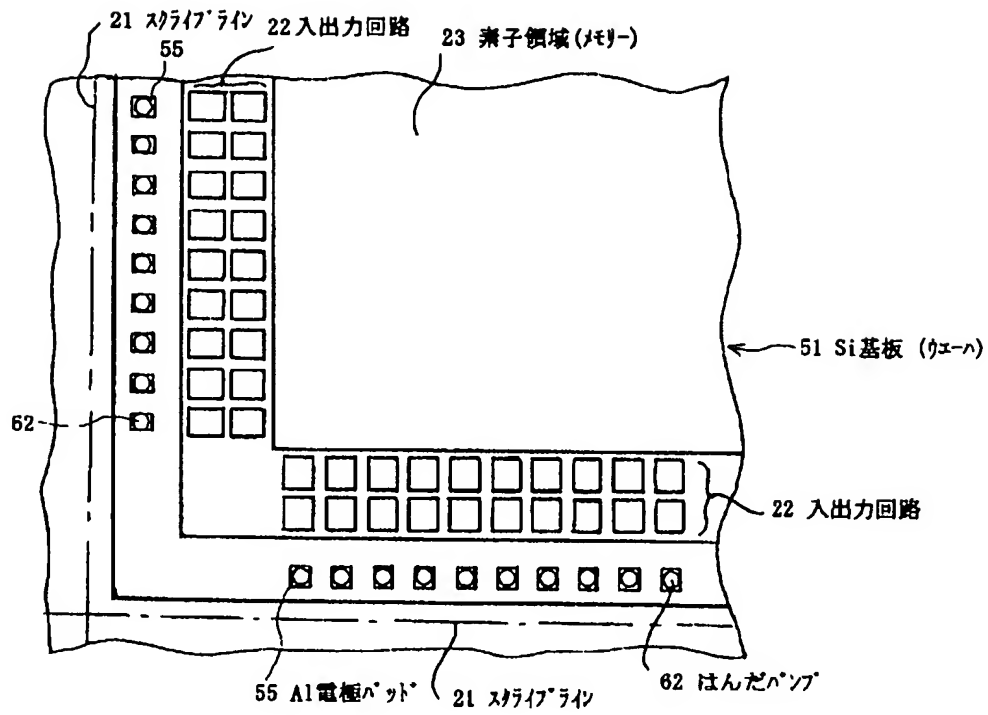 21 スクライブライン
55
22入出力回路
23 素子領域(メモリー)
51 Si基板 (ウエーハ)
62
22 入出力回路
55 Al電極パッド
21 スクライブライン
62 はんだバンプ